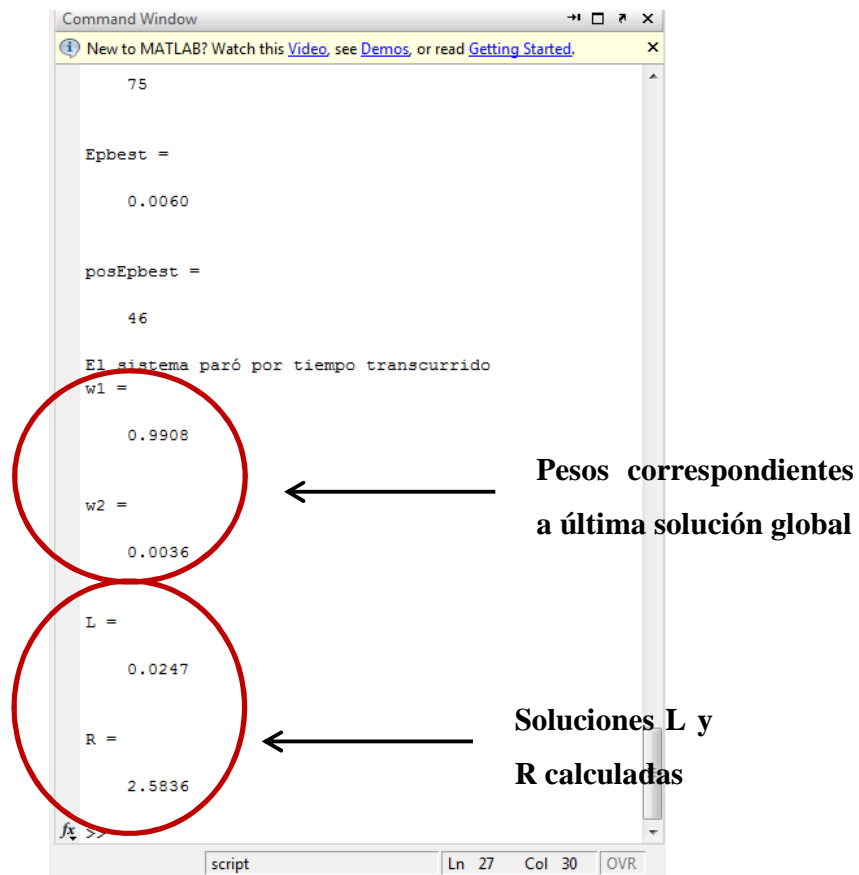 Command Window
New to MATLAB? Watch this Video, see Demos, or read Getting Started.
75
Epbest =
0.0060
posEpbest =
46
El sistema paró por tiempo transcurrido
w1 =
0.9908
Pesos correspondientes
a última solución global
w2 =
0.0036
L =
0.0247
Soluciones L y
R calculadas
R =
2.5836
fx >>
script
Ln 27 Col 30 OVR